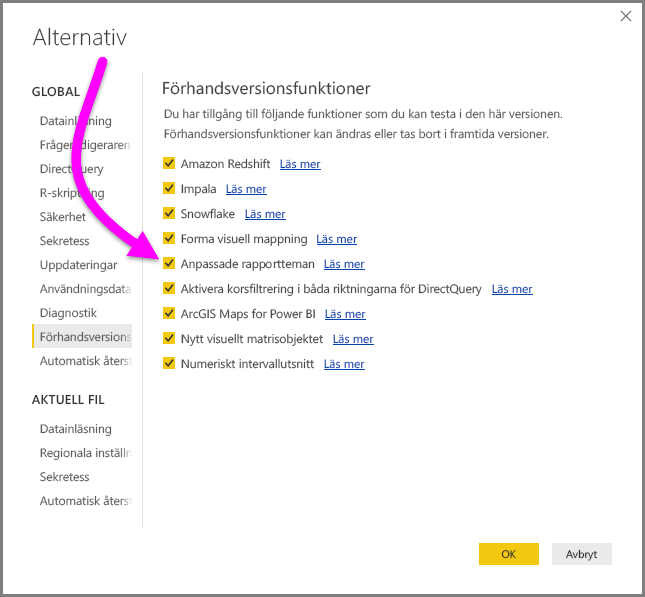 Alternativ
GLOBAL
Datainläsning
DirectQuery
R-skriptning
Säkerhet
Sekretess
Uppdateringar
Användningsdata
Diagnostik
Förhandsversions
Automatisk återst
AKTUELL FIL
Datainläsning
Regionala inställn
Sekretess
Automatisk återst
Förhandsversionsfunktioner
Du har tillgång till följande funktioner som du kan testa i den här versionen.
Förhandsversionsfunktioner kan ändras eller tas bort i framtida versioner.
Amazon Redshift Läs mer
Impala Läs mer
Snowflake Läs mer
Forma visuell mappning Läs mer
Anpassade rapportteman Läs mer
Aktivera korsfiltrering i båda riktningarna för DirectQuery Läs mer
ArcGIS Maps for Power BI Läs mer
Nytt visuellt matrisobjektet Läs mer
Numeriskt intervallutsnitt Läs mer
OK Avbryt